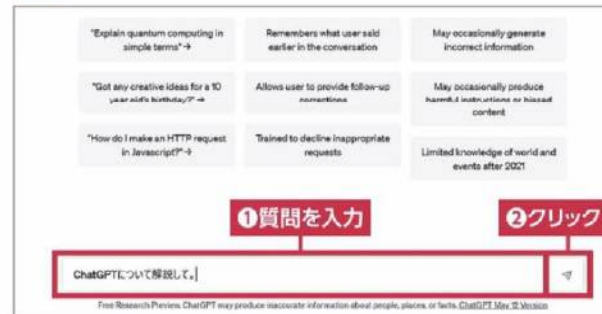 "Explain quantum computing in
simple terms" →
Remembers what user said
earlier in the conversation
May occasionally generate
incorrect information
"Got any creative ideas for a 10
year old's birthday?" →
Allows user to provide follow-up
corrections
May occasionally produce
harmful instructions or biased
content
"How do I make an HTTP request
in Javascript?" →
Trained to decline inappropriate
requests
Limited knowledge of world and
events after 2021
❶質問を入力
❷クリック
ChatGPTについて解説して。
Free Research Preview. ChatGPT may produce inaccurate information about people, places, or facts. ChatGPT May 12 Version